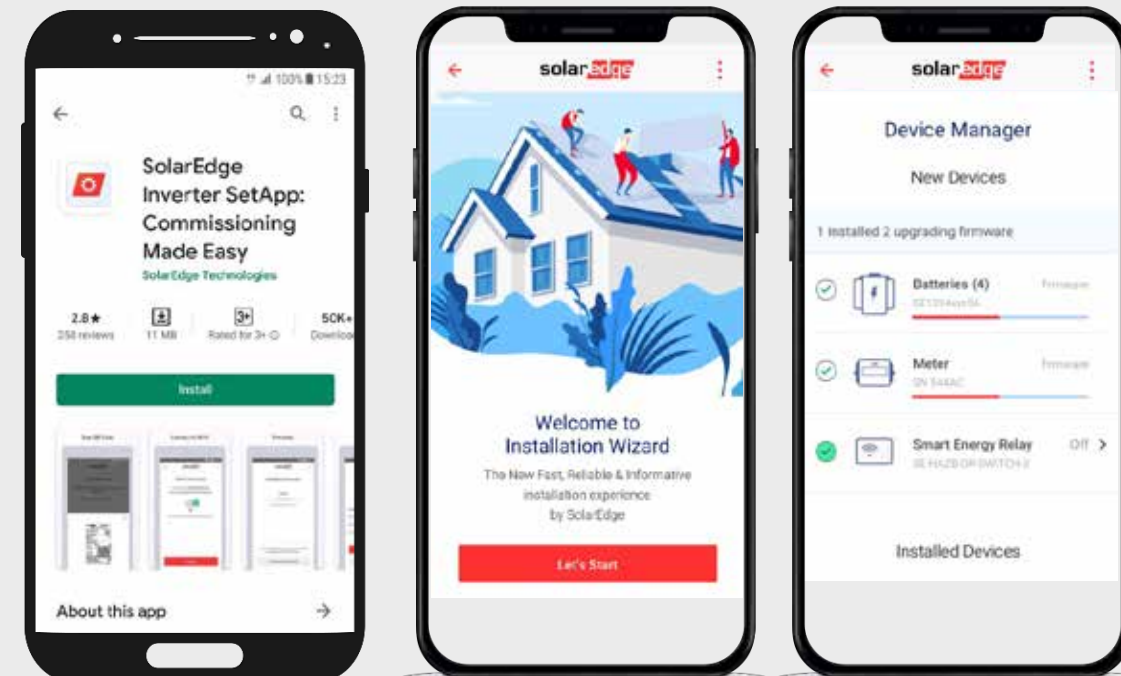 100% 15:23
SolarEdge
Inverter SetApp:
Commissioning
Made Easy
SolarEdge Technologies
2.8★
258 reviews
11 MB
3+
Rated for 3+
50K+
Install
About this app
solaredge
Welcome to
Installation Wizard
The New Fast, Reliable & Informative
installation experience
by SolarEdge
Let's Start
solaredge
Device Manager
New Devices
1 installed 2 upgrading firmware
Batteries (4)
Firmware
Meter
Firmware
Smart Energy Relay
Off
Installed Devices